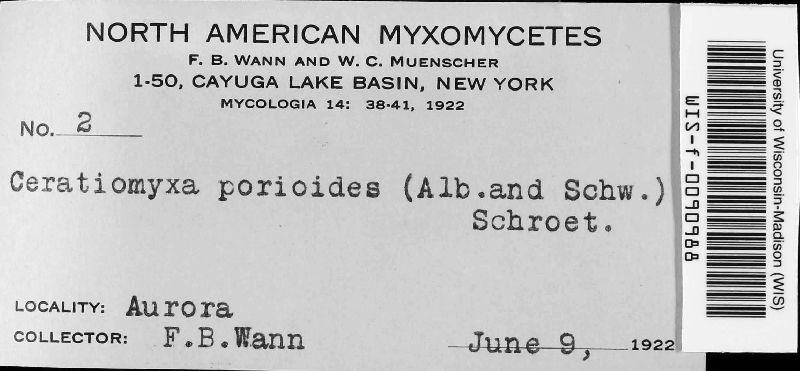 NORTH AMERICAN MYXOMYCETES
F. B. WANN AND W. C. MUENSCHER
1-50, CAYUGA LAKE BASIN, NEW YORK
MYCOLOGIA 14: 38-41, 1922
No. 2
Ceratiomyxa porioides (Alb.and Schw.)
Schroet.
LOCALITY: Aurora
COLLECTOR: F.B.Wann
June 9, 1922
WIS-f-0090988
University of Wisconsin-Madison (WIS)